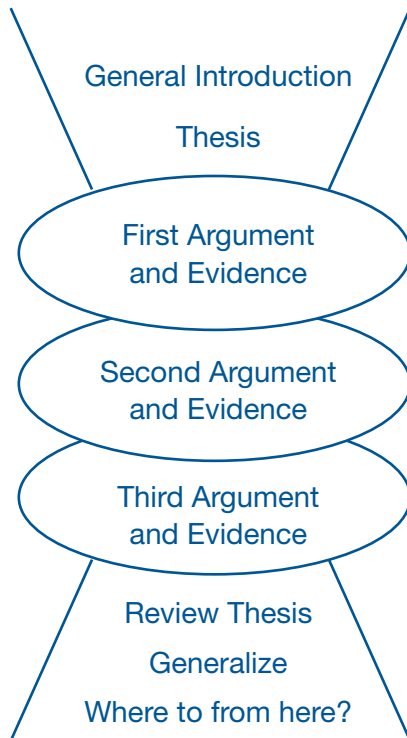 General Introduction
Thesis
First Argument
and Evidence
Second Argument
and Evidence
Third Argument
and Evidence
Review Thesis
Generalize
Where to from here?